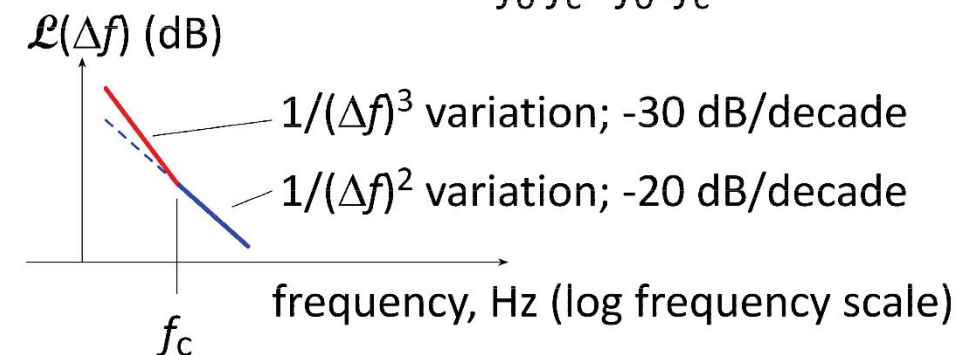 ℒ(Δf) (dB)
1/(Δf)³ variation; -30 dB/decade
1/(Δf)² variation; -20 dB/decade
frequency, Hz (log frequency scale)
f_c